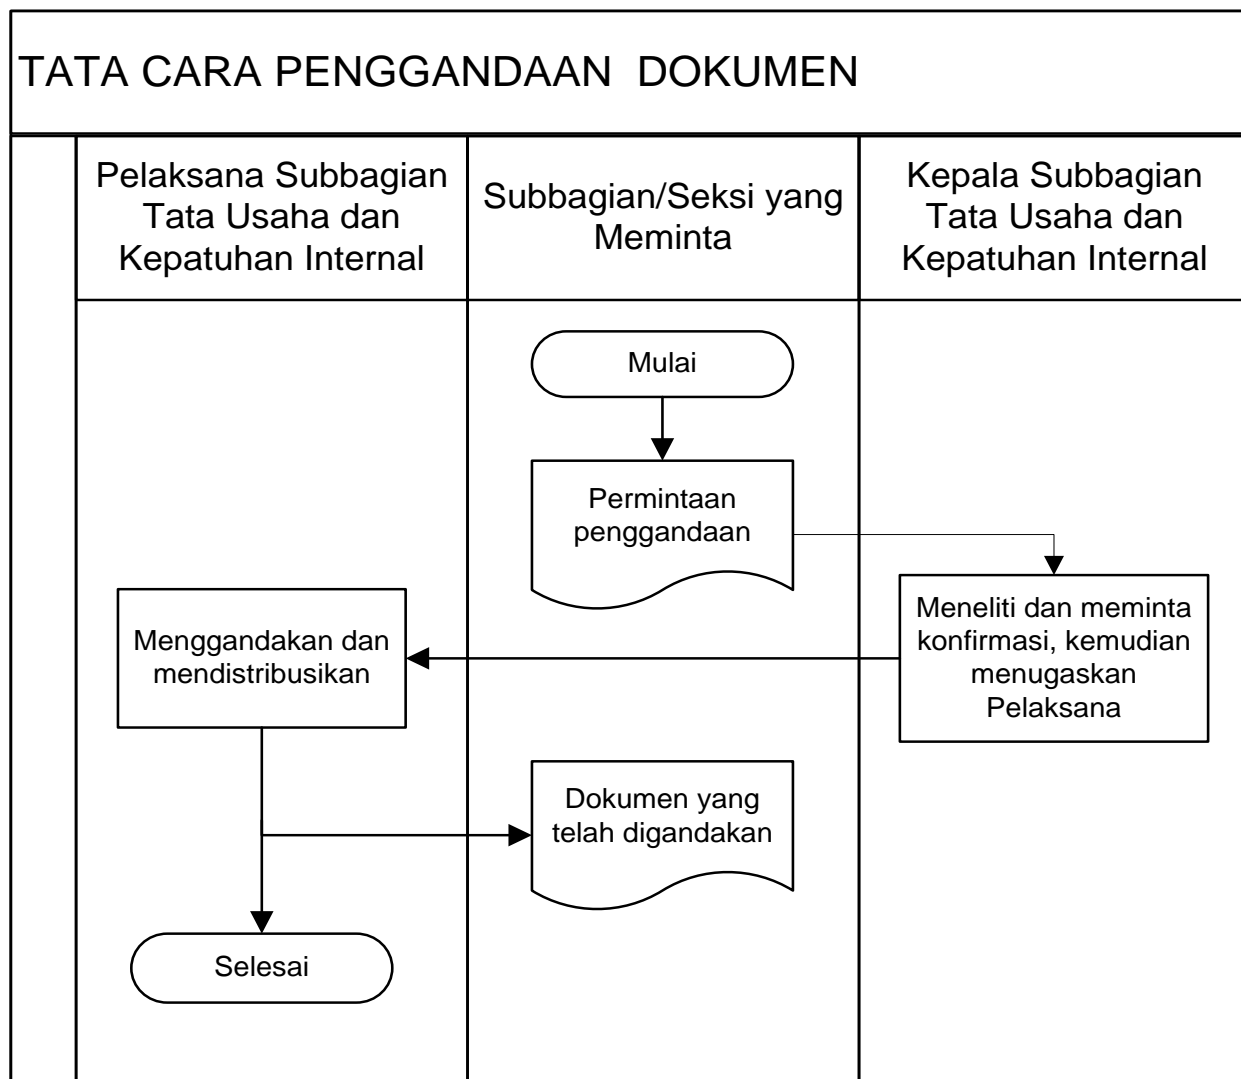 TATA CARA PENGGANDAAN  DOKUMEN
Pelaksana Subbagian
Tata Usaha dan
Kepatuhan Internal
Subbagian/Seksi yang
Meminta
Kepala Subbagian
Tata Usaha dan
Kepatuhan Internal
Mulai
Permintaan
penggandaan
Meneliti dan meminta
konfirmasi, kemudian
menugaskan
Pelaksana
Menggandakan dan
mendistribusikan
Dokumen yang
telah digandakan
Selesai